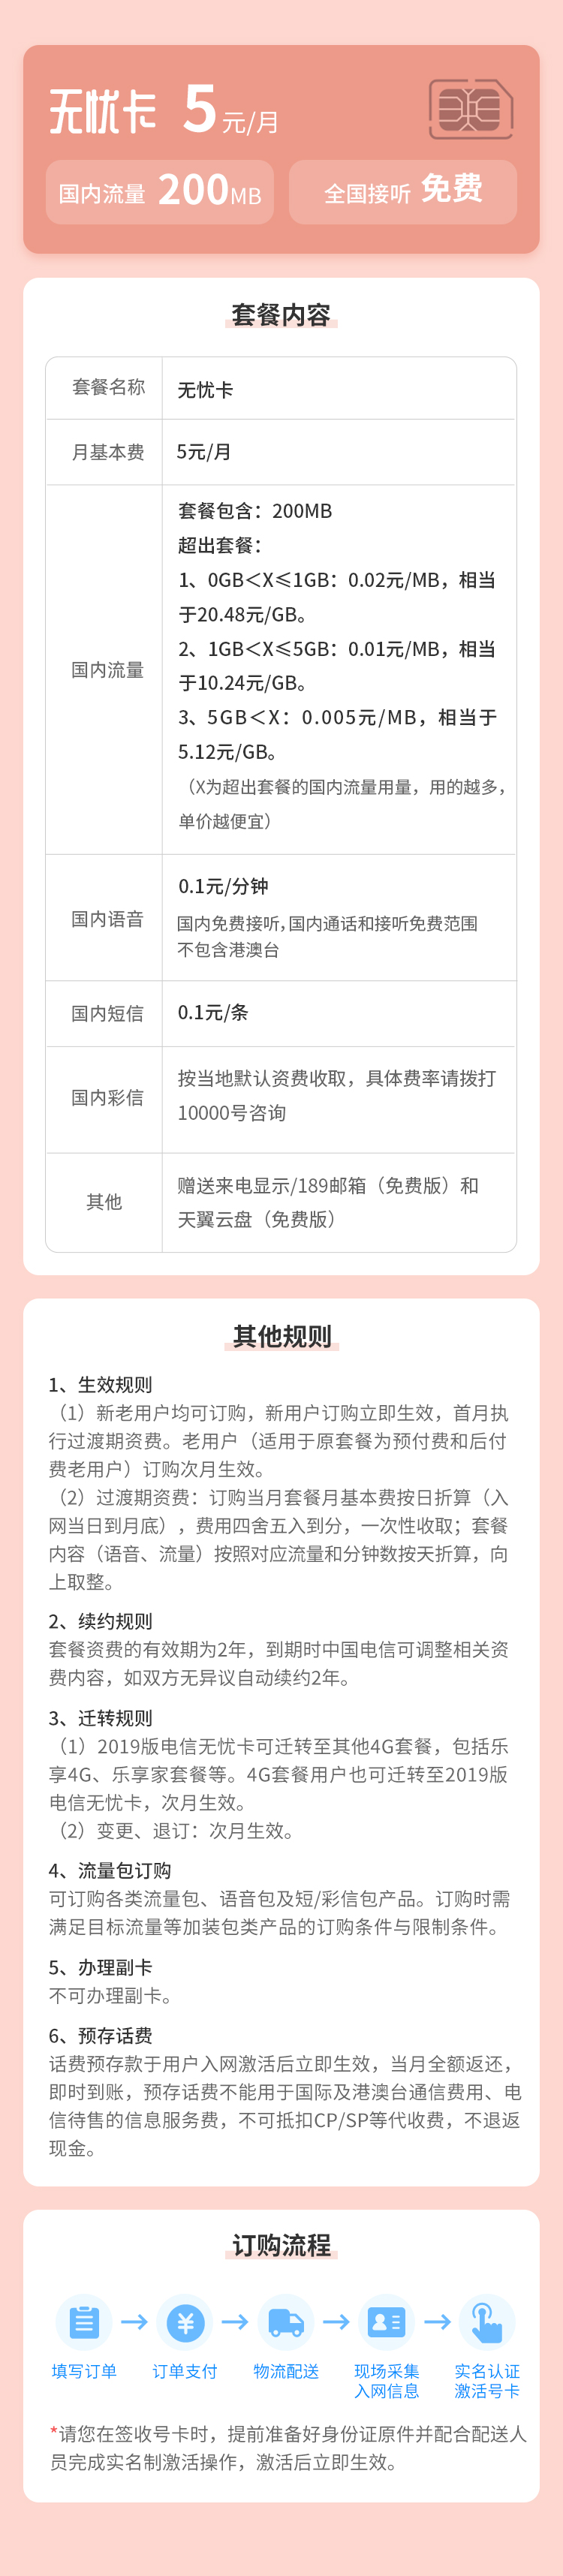 无忧卡 5元/月
国内流量 200MB
全国接听 免费
套餐内容
套餐名称
无忧卡
月基本费
5元/月
国内流量
套餐包含：200MB
超出套餐：
1、0GB＜X≤1GB：0.02元/MB，相当
于20.48元/GB。
2、1GB＜X≤5GB：0.01元/MB，相当
于10.24元/GB。
3、5GB＜X：0.005元/MB，相当于
5.12元/GB。
（X为超出套餐的国内流量用量，用的越多，
单价越便宜）
国内语音
0.1元/分钟
国内免费接听，国内通话和接听免费范围
不包含港澳台
国内短信
0.1元/条
国内彩信
按当地默认资费收取，具体费率请拨打
10000号咨询
其他
赠送来电显示/189邮箱（免费版）和
天翼云盘（免费版）
其他规则
1、生效规则
（1）新老用户均可订购，新用户订购立即生效，首月执
行过渡期资费。老用户（适用于原套餐为预付费和后付
费老用户）订购次月生效。
（2）过渡期资费：订购当月套餐月基本费按日折算（入
网当日到月底），费用四舍五入到分，一次性收取；套餐
内容（语音、流量）按照对应流量和分钟数按天折算，向
上取整。
2、续约规则
套餐资费的有效期为2年，到期时中国电信可调整相关资
费内容，如双方无异议自动续约2年。
3、迁转规则
（1）2019版电信无忧卡可迁转至其他4G套餐，包括乐
享4G、乐享家套餐等。4G套餐用户也可迁转至2019版
电信无忧卡，次月生效。
（2）变更、退订：次月生效。
4、流量包订购
可订购各类流量包、语音包及短/彩信包产品。订购时需
满足目标流量等加装包类产品的订购条件与限制条件。
5、办理副卡
不可办理副卡。
6、预存话费
话费预存款于用户入网激活后立即生效，当月全额返还，
即时到账，预存话费不能用于国际及港澳台通信费用、电
信待售的信息服务费，不可抵扣CP/SP等代收费，不退返
现金。
订购流程
填写订单
订单支付
物流配送
现场采集
入网信息
实名认证
激活号卡
*请您在签收号卡时，提前准备好身份证原件并配合配送人
员完成实名制激活操作，激活后立即生效。